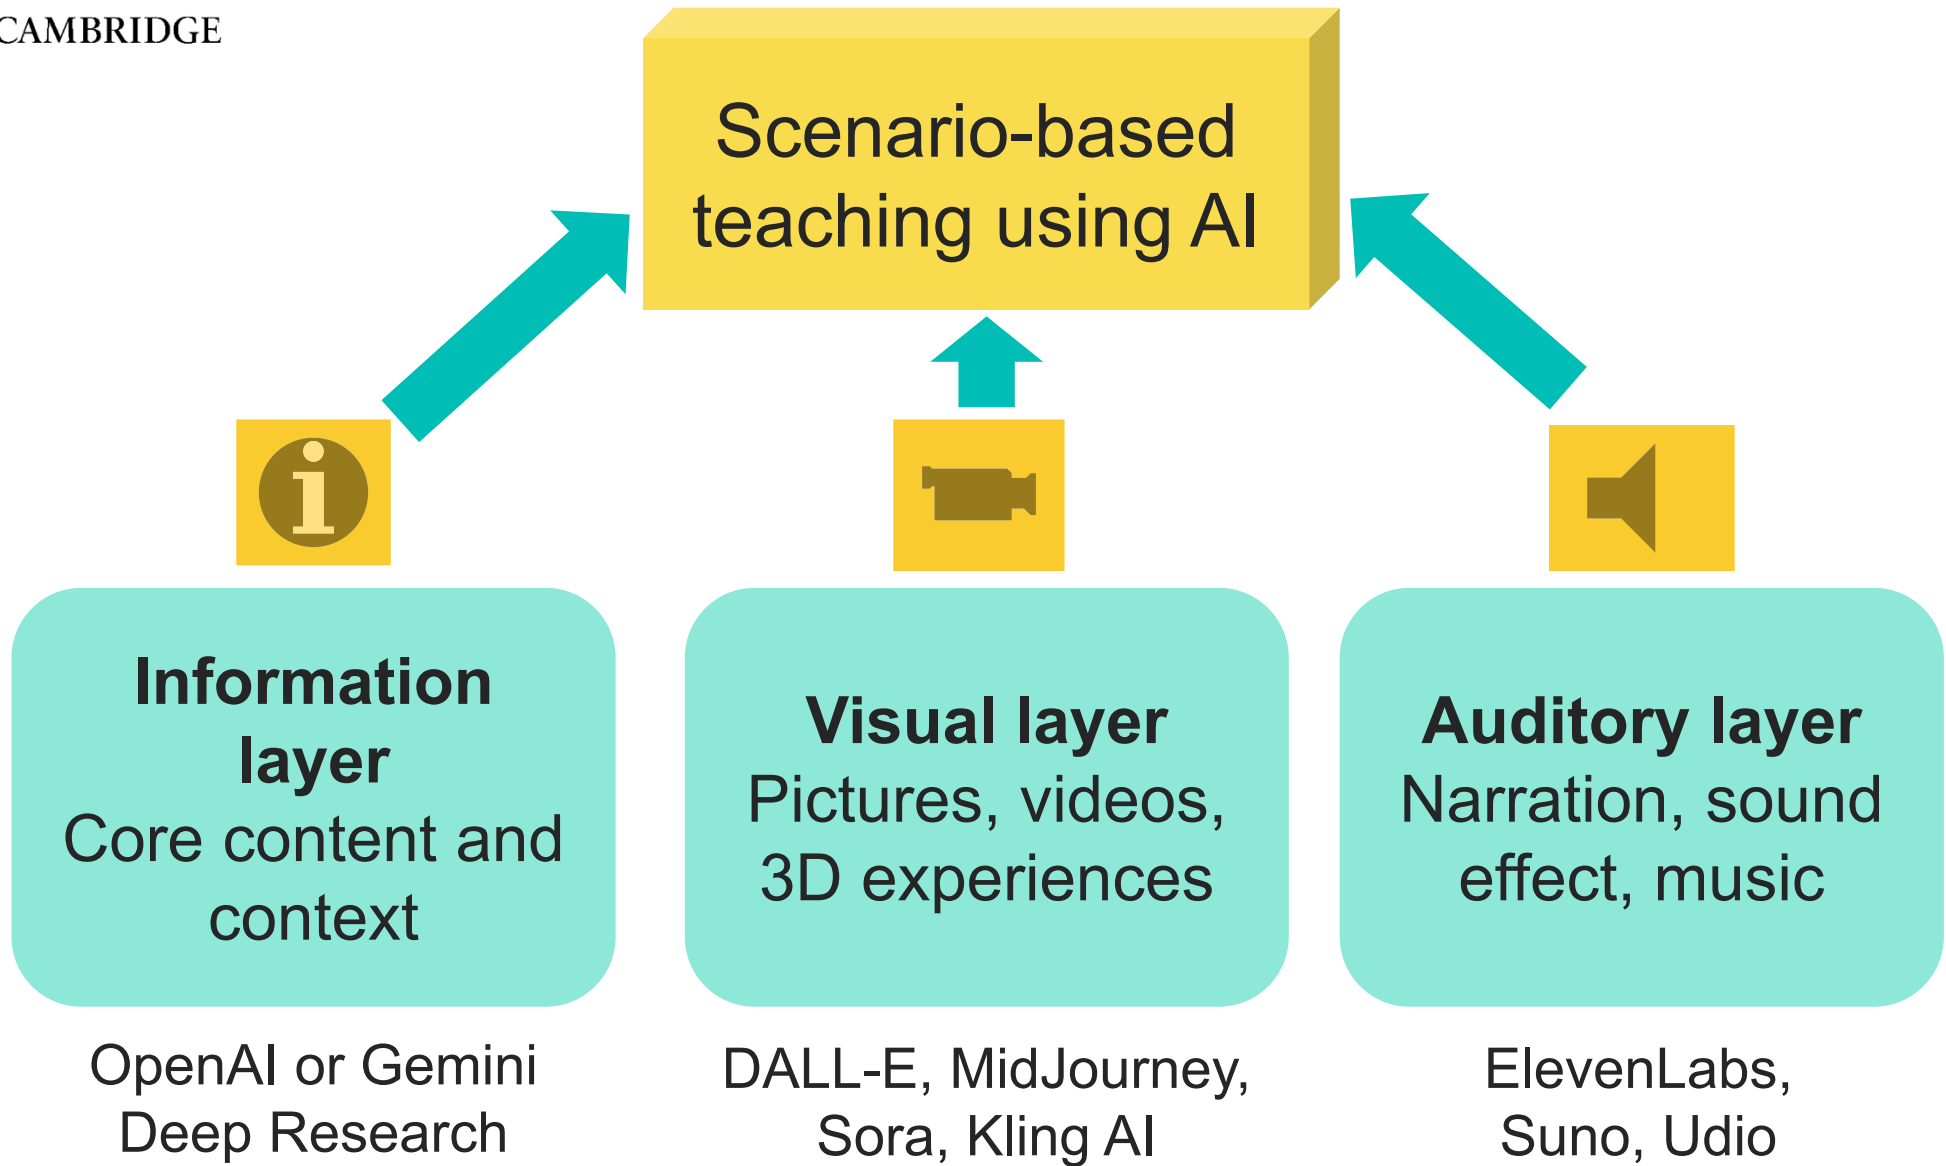 CAMBRIDGE
Scenario-based
teaching using AI
Information
layer
Core content and
context
Visual layer
Pictures, videos,
3D experiences
Auditory layer
Narration, sound
effect, music
OpenAI or Gemini
Deep Research
DALL-E, MidJourney,
Sora, Kling AI
ElevenLabs,
Suno, Udio